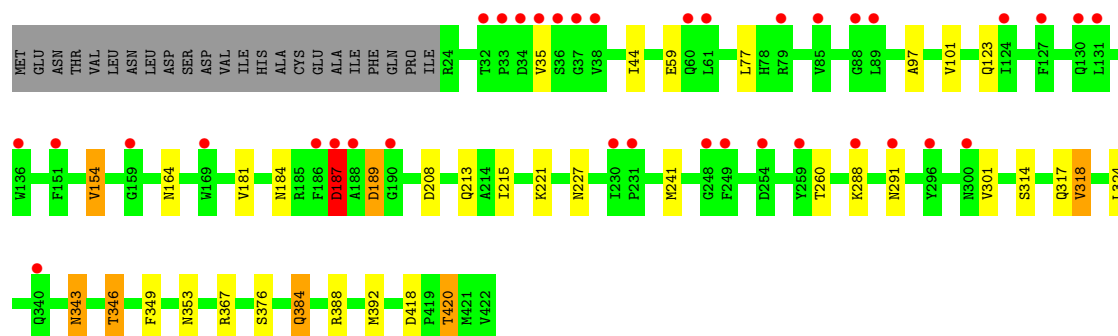 MET GLU ASN THR VAL LEU ASN LEU ASP SER ASP VAL ILE HIS ALA CYS GLU ALA ILE PHE GLN PRO ILE R24 T32 P33 D34 V35 S36 G37 V38 I44 E59 Q60 L61 L77 H78 R79 V85 G88 L89 A97 V101 Q123 I124 F127 Q130 L131
W136 F151 V154 G159 N164 W169 V181 N184 R185 F186 D187 A188 D189 G190 D208 Q213 A214 I215 K221 N227 I230 P231 M241 G248 F249 D254 Y259 T260 K288 N291 Y296 N300 V301 S314 Q317 V318
Q340 N343 T346 F349 N353 R367 S376 Q384 R388 M392 D418 P419 T420 M421 V422